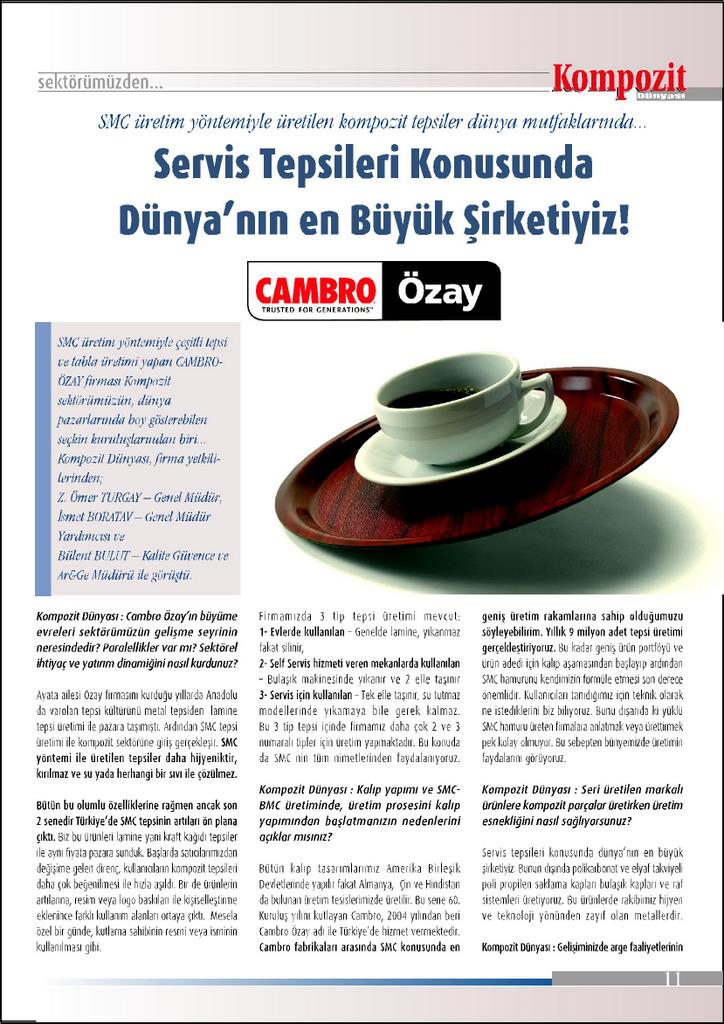 sektörümüzden...
Kompozit
Dünyası
SMC üretim yöntemiyle üretilen kompozit tepsiler dünya mutfaklarında...
Servis Tepsileri Konusunda
Dünya'nın en Büyük Şirketiyiz!
CAMBRO
TRUSTED FOR GENERATIONS™
Özay
SMC üretim yöntemiyle çeşitli tepsi
ve tabla üretimi yapan CAMBRO-
ÖZAY firması Kompozit
sektörümüzün, dünya
pazarlarında boy gösterebilen
seçkin kuruluşlarından biri...
Kompozit Dünyası, firma yetkili-
lerinden;
Z. Ömer TURGAY – Genel Müdür,
İsmet BORATAV – Genel Müdür
Yardımcısı ve
Bülent BULUT – Kalite Güvence ve
Ar&Ge Müdürü ile görüştü.
Kompozit Dünyası : Cambro Özay'ın büyüme
evreleri sektörümüzün gelişme seyrinin
neresindedir? Paralellikler var mı? Sektörel
ihtiyaç ve yatırım dinamiğini nasıl kurdunuz?
Ayata ailesi Özay firmasını kurduğu yıllarda Anadolu
da varolan tepsi kültürünü metal tepsiden lamine
tepsi üretimi ile pazara taşımıştı. Ardından SMC tepsi
üretimi ile kompozit sektörüne giriş gerçekleşir. SMC
yöntemi ile üretilen tepsiler daha hijyeniktir,
kırılmaz ve su yada herhangi bir sıvı ile çözülmez.
Bütün bu olumlu özelliklerine rağmen ancak son
2 senedir Türkiye'de SMC tepsinin artıları ön plana
çıktı. Biz bu ürünleri lamine yani kraft kağıdı tepsiler
ile aynı fiyata pazara sunduk. Başlarda satıcılarımızdan
değişime gelen direnç, kullanıcıların kompozit tepsileri
daha çok beğenilmesi ile hızla aşıldı. Bir de ürünlerin
artılarına, resim veya logo baskıları ile kişiselleştirme
eklenince farklı kullanım alanları ortaya çıktı. Mesela
özel bir günde, kutlama sahibinin resmi veya isminin
kullanılması gibi.
Firmamızda 3 tip tepsi üretimi mevcut:
1- Evlerde kullanılan - Genelde lamine, yıkanmaz
fakat silinir,
2- Self Servis hizmeti veren mekanlarda kullanılan
- Bulaşık makinesinde yıkanır ve 2 elle taşınır
3- Servis için kullanılan - Tek elle taşınır, su tutmaz
modellerinde yıkamaya bile gerek kalmaz.
Bu 3 tip tepsi içinde firmamız daha çok 2 ve 3
numaralı tipler için üretim yapmaktadır. Bu konuda
da SMC nin tüm nimetlerinden faydalanıyoruz.
Kompozit Dünyası : Kalıp yapımı ve SMC-
BMC üretiminde, üretim prosesini kalıp
yapımından başlatmanızın nedenlerini
açıklar mısınız?
Bütün kalıp tasarımlarımız Amerika Birleşik
Devletlerinde yapılır fakat Almanya, Çin ve Hindistan
da bulunan üretim tesislerimizde üretilir. Bu sene 60.
Kuruluş yılını kutlayan Cambro, 2004 yılından beri
Cambro Özay adı ile Türkiye'de hizmet vermektedir.
Cambro fabrikaları arasında SMC konusunda en
geniş üretim rakamlarına sahip olduğumuzu
söyleyebilirim. Yıllık 9 milyon adet tepsi üretimi
gerçekleştiriyoruz. Bu kadar geniş ürün portföyü ve
ürün adedi için kalıp aşamasından başlayıp ardından
SMC hamurunu kendimizin formüle etmesi son derece
önemlidir. Kullanıcıları tanıdığımız için teknik olarak
ne istediklerini biz biliyoruz. Bunu dışarıda ki yüklü
SMC hamuru üreten firmalara anlatmak veya ürettirmek
pek kolay olmuyor. Bu sebepten bünyemizde üretimin
faydalarını görüyoruz.
Kompozit Dünyası : Seri üretilen markalı
ürünlere kompozit parçalar üretirken üretim
esnekliğini nasıl sağlıyorsunuz?
Servis tepsileri konusunda dünya'nın en büyük
şirketiyiz. Bunun dışında polikarbonat ve elyaf takviyeli
poli propilen saklama kapları bulaşık kapları ve raf
sistemleri üretiyoruz. Bu ürünlerde rakibimiz hijyen
ve teknoloji yönünden zayıf olan metallerdir.
Kompozit Dünyası : Gelişiminizde arge faaliyetlerinin
11